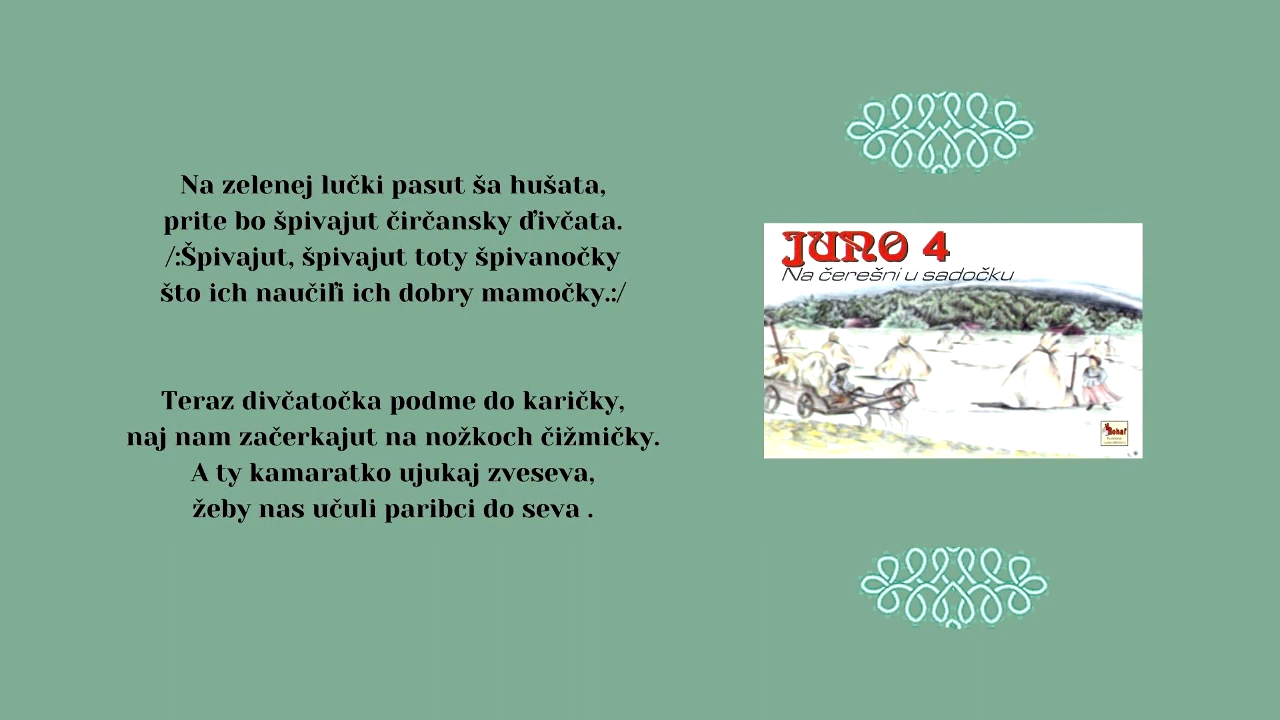 Na zelenej lučki pasut ša hušata,
prite bo špivajut čirčansky ďivčata.
/:Špivajut, špivajut toty špivanočky
što ich naučiľi ich dobry mamočky.:/
Teraz divčatočka podme do karičky,
naj nam začerkajut na nožkoch čižmičky.
A ty kamaratko ujukaj zveseva,
žeby nas učuli paribci do seva .
JUNO 4
Na čerešni u sadočku